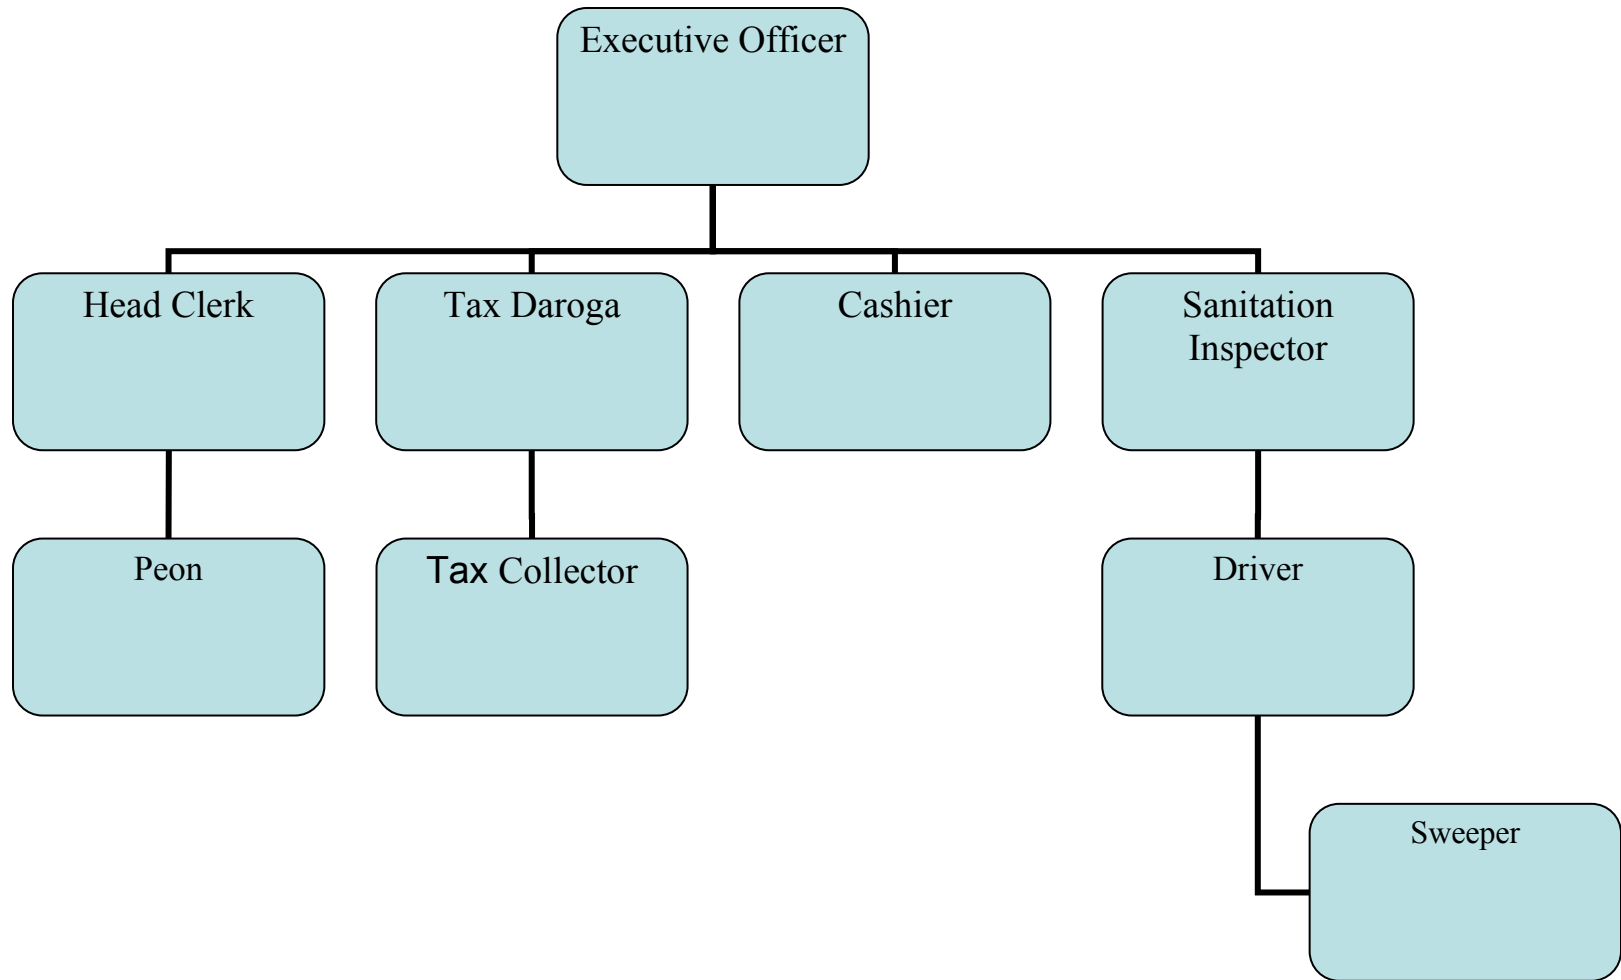 Executive Officer
Head Clerk
Tax Daroga
Cashier
Sanitation
Inspector
Peon
Tax Collector
Driver
Sweeper